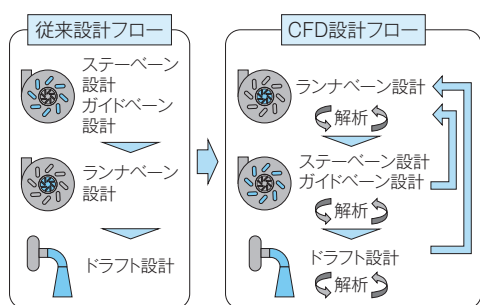 従来設計フロー
ステーベーン
設計
ガイドベーン
設計
ランナベーン
設計
ドラフト設計
CFD設計フロー
ランナベーン設計
解析
ステーベーン設計
ガイドベーン設計
解析
ドラフト設計
解析